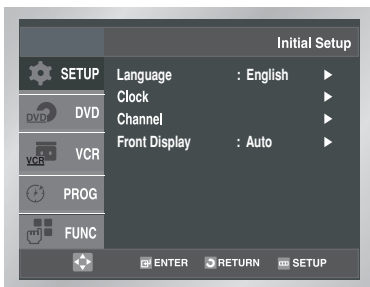 Initial Setup
SETUP
Language : English ►
Clock ►
DVD DVD
Channel ►
Front Display : Auto ►
VCR VCR
PROG
FUNC
ENTER RETURN SETUP